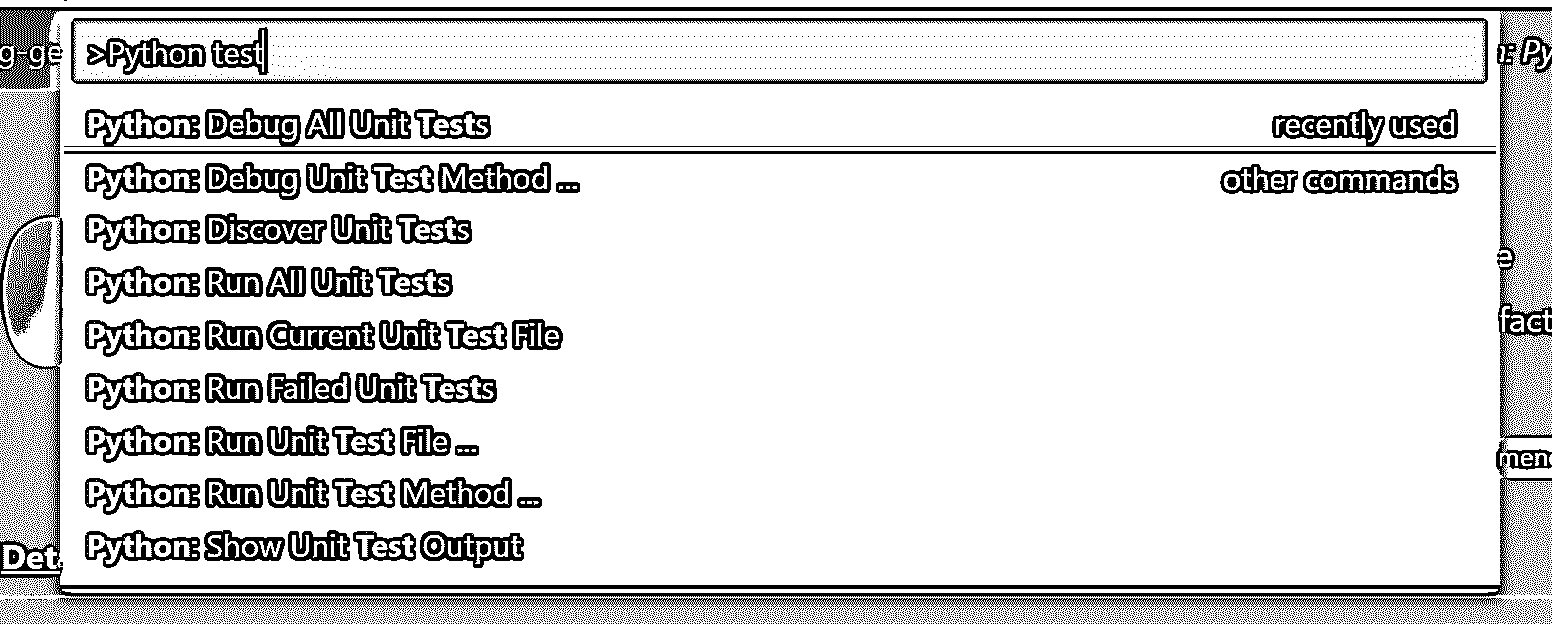 >Python test
Python: Debug All Unit Tests recently used
Python: Debug Unit Test Method ... other commands
Python: Discover Unit Tests
Python: Run All Unit Tests
Python: Run Current Unit Test File
Python: Run Failed Unit Tests
Python: Run Unit Test File ...
Python: Run Unit Test Method ...
Python: Show Unit Test Output
g-ge
n: Py
e
fact
Det